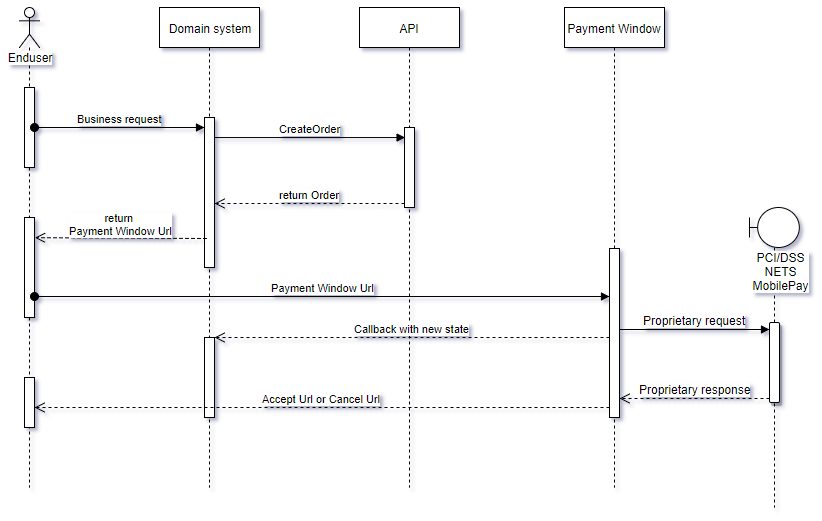 Domain system
API
Payment Window
Enduser
Business request
CreateOrder
return Order
return
Payment Window Url
PCI/DSS
NETS
MobilePay
Payment Window Url
Proprietary request
Callback with new state
Proprietary response
Accept Url or Cancel Url